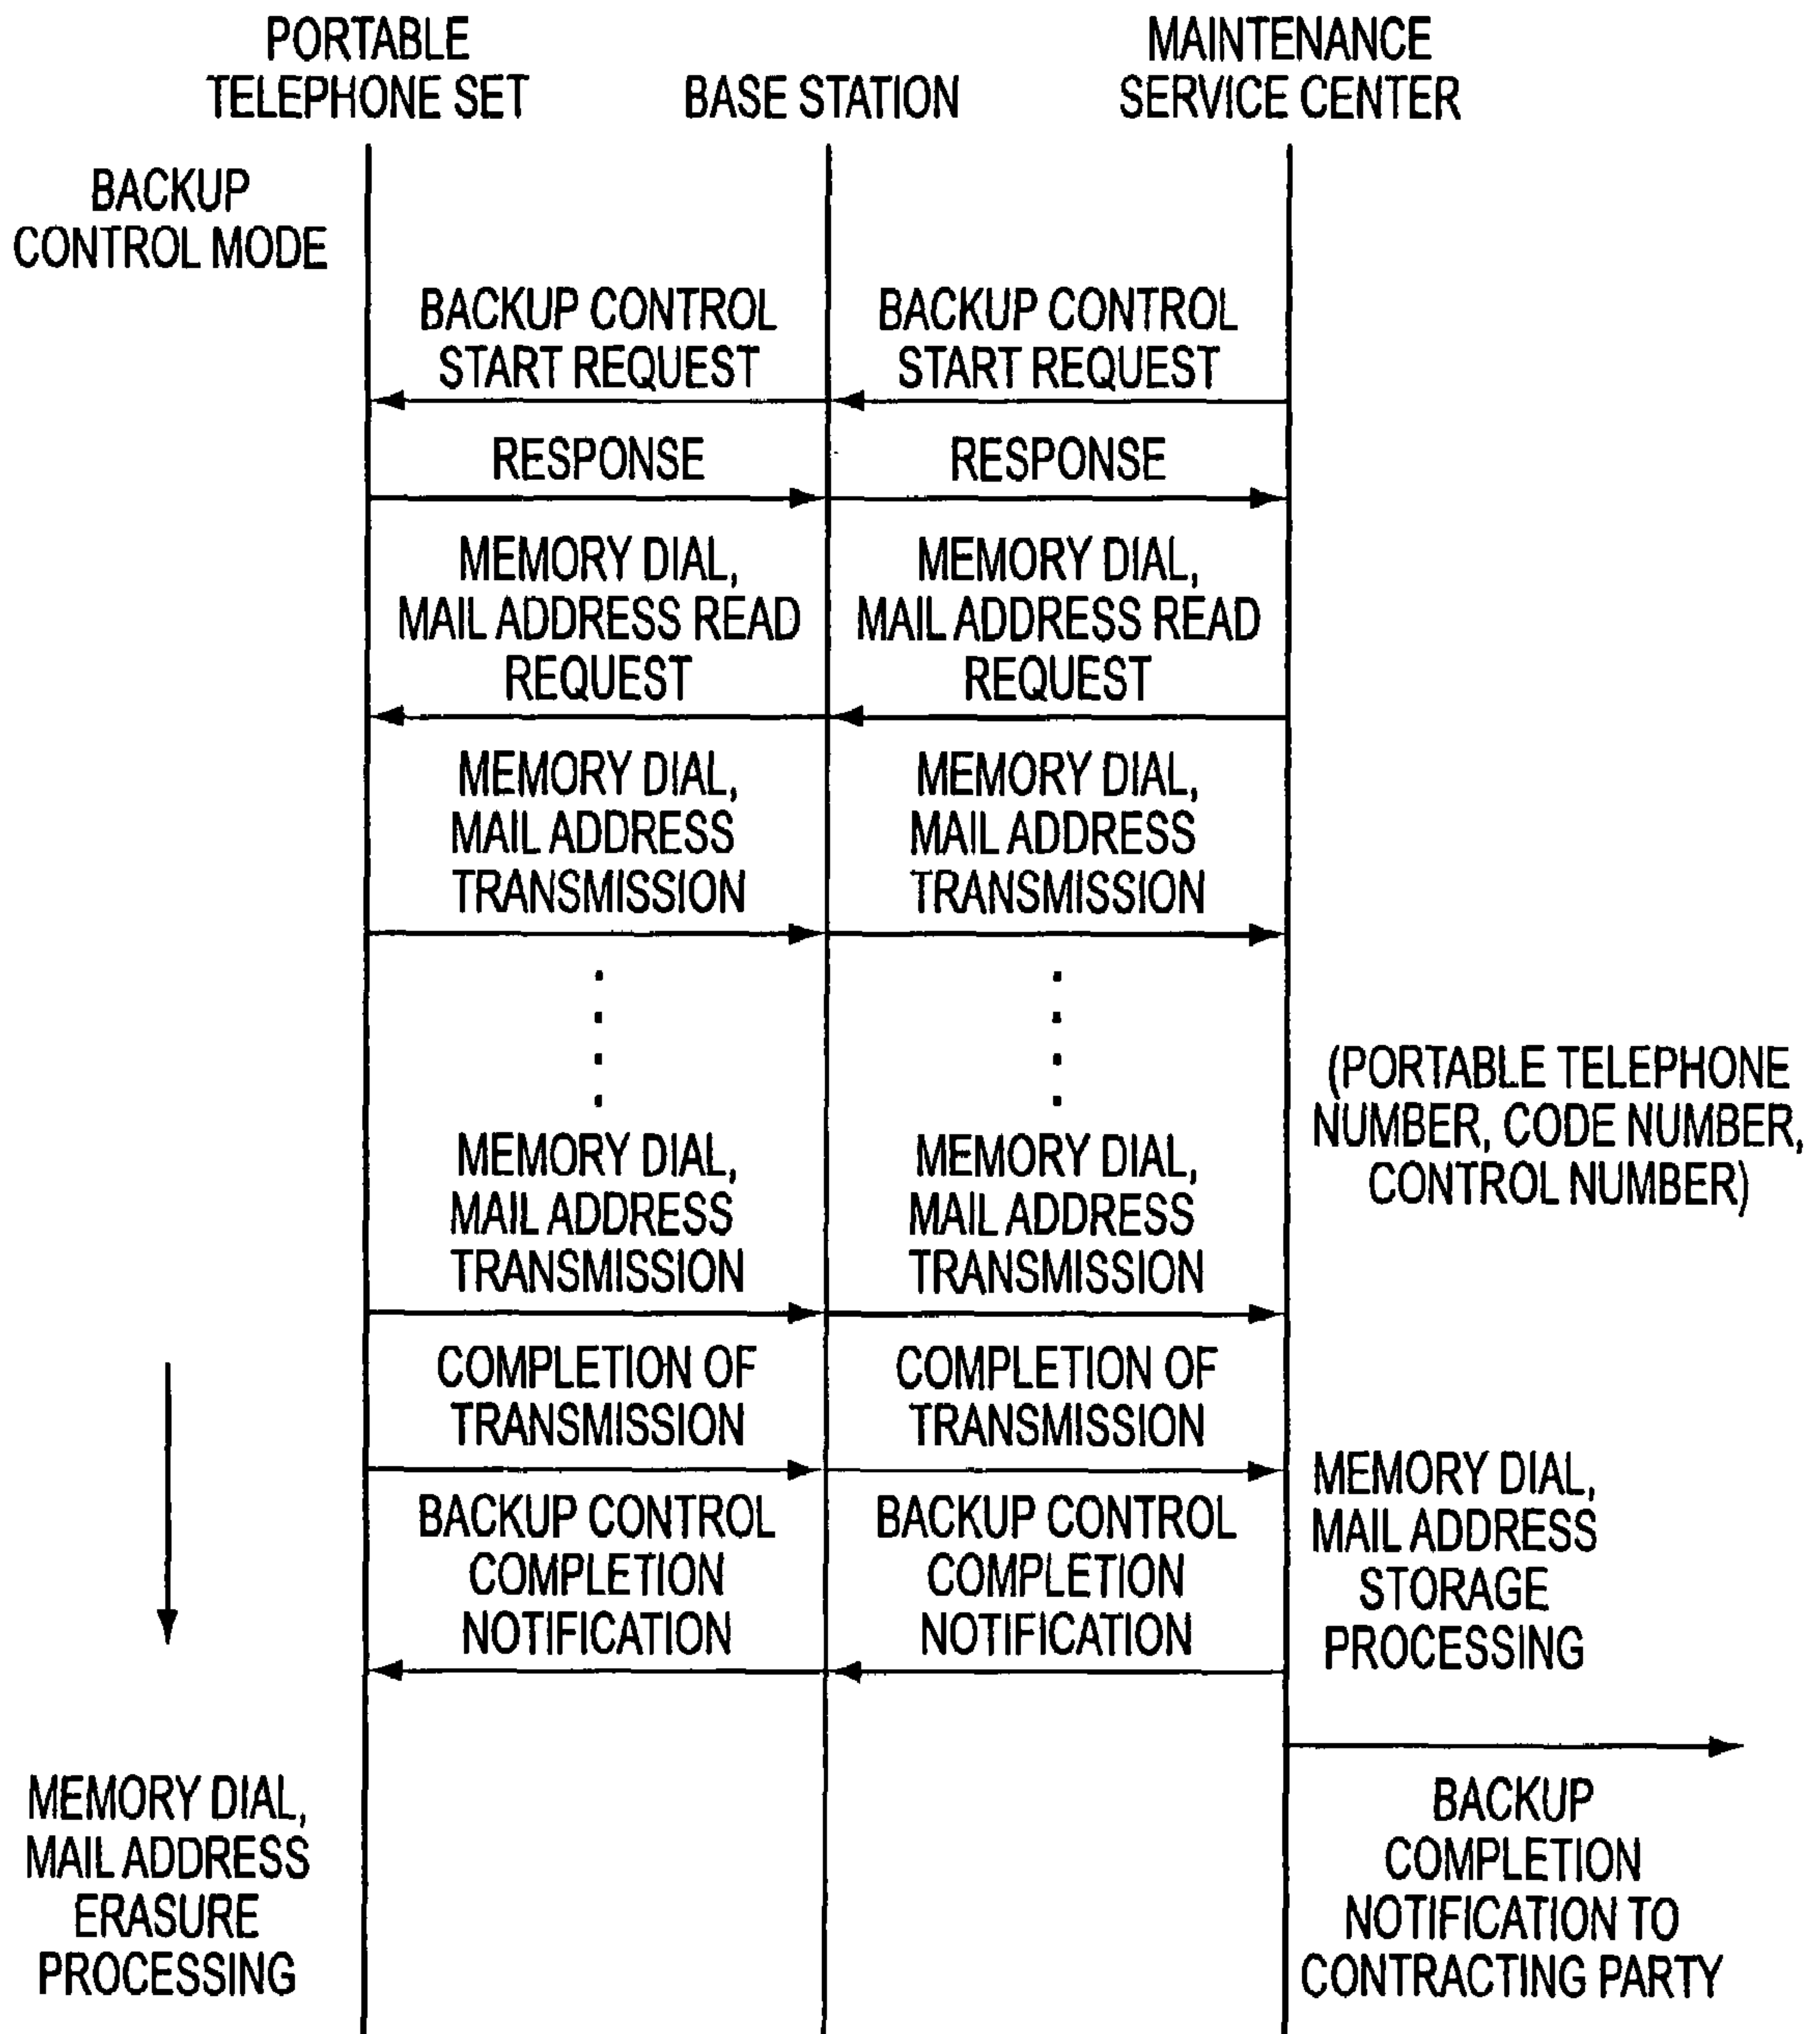 PORTABLE
TELEPHONE SET
BASE STATION
MAINTENANCE
SERVICE CENTER
BACKUP
CONTROL MODE
BACKUP CONTROL
START REQUEST
BACKUP CONTROL
START REQUEST
RESPONSE
RESPONSE
MEMORY DIAL,
MAIL ADDRESS READ
REQUEST
MEMORY DIAL,
MAIL ADDRESS READ
REQUEST
MEMORY DIAL,
MAIL ADDRESS
TRANSMISSION
MEMORY DIAL,
MAIL ADDRESS
TRANSMISSION
(PORTABLE TELEPHONE
NUMBER, CODE NUMBER,
CONTROL NUMBER)
MEMORY DIAL,
MAIL ADDRESS
TRANSMISSION
MEMORY DIAL,
MAIL ADDRESS
TRANSMISSION
COMPLETION OF
TRANSMISSION
COMPLETION OF
TRANSMISSION
MEMORY DIAL,
MAIL ADDRESS
STORAGE
PROCESSING
BACKUP CONTROL
COMPLETION
NOTIFICATION
BACKUP CONTROL
COMPLETION
NOTIFICATION
MEMORY DIAL,
MAIL ADDRESS
ERASURE
PROCESSING
BACKUP
COMPLETION
NOTIFICATION TO
CONTRACTING PARTY